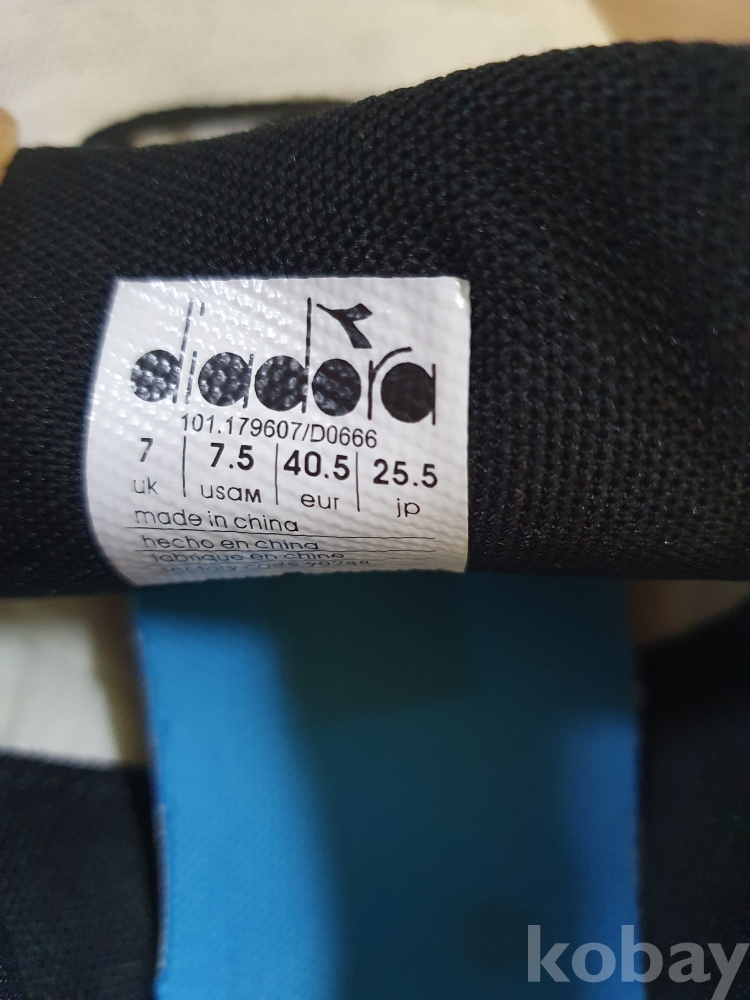 diadora
101.179607/D0666
7 7.5 40.5 25.5
uk usaM eur jp
made in china
hecho en china
fabrique en chine
kobay